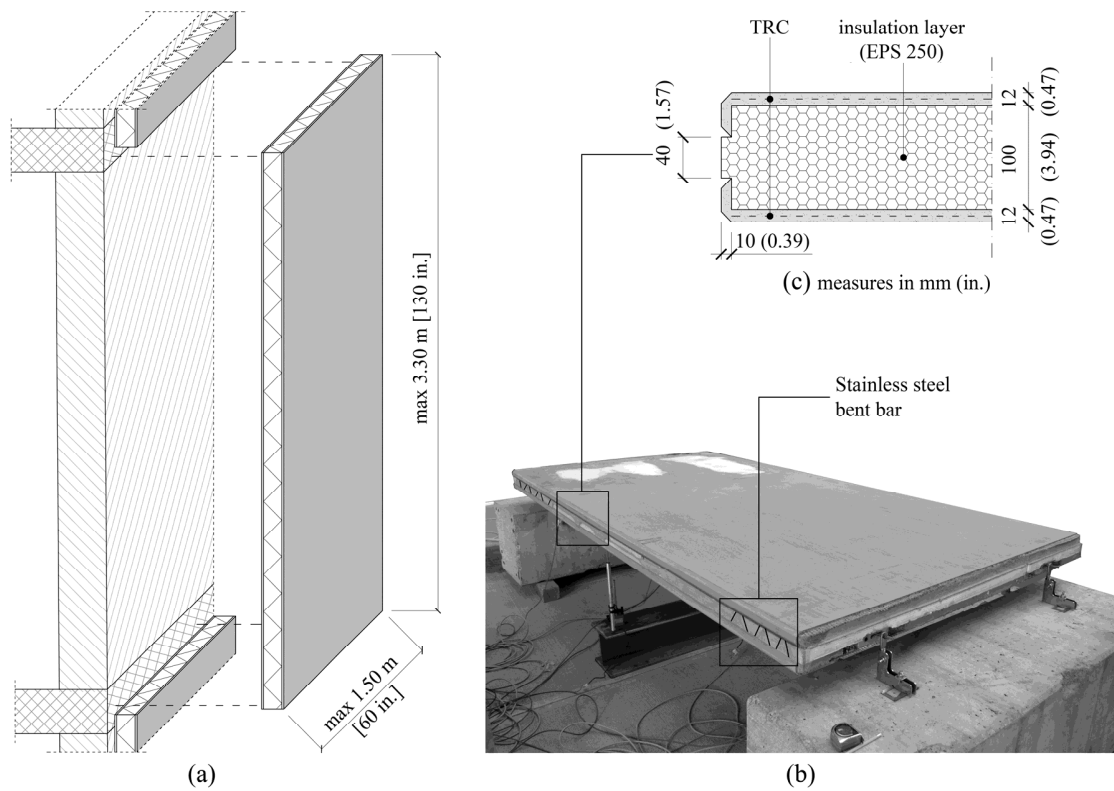 TRC
insulation layer
(EPS 250)
40
(1.57)
12
(0.47)
100
(3.94)
12
(0.47)
10 (0.39)
(c) measures in mm (in.)
max 3.30 m [130 in.]
max 1.50 m
[60 in.]
Stainless steel
bent bar
(a)
(b)